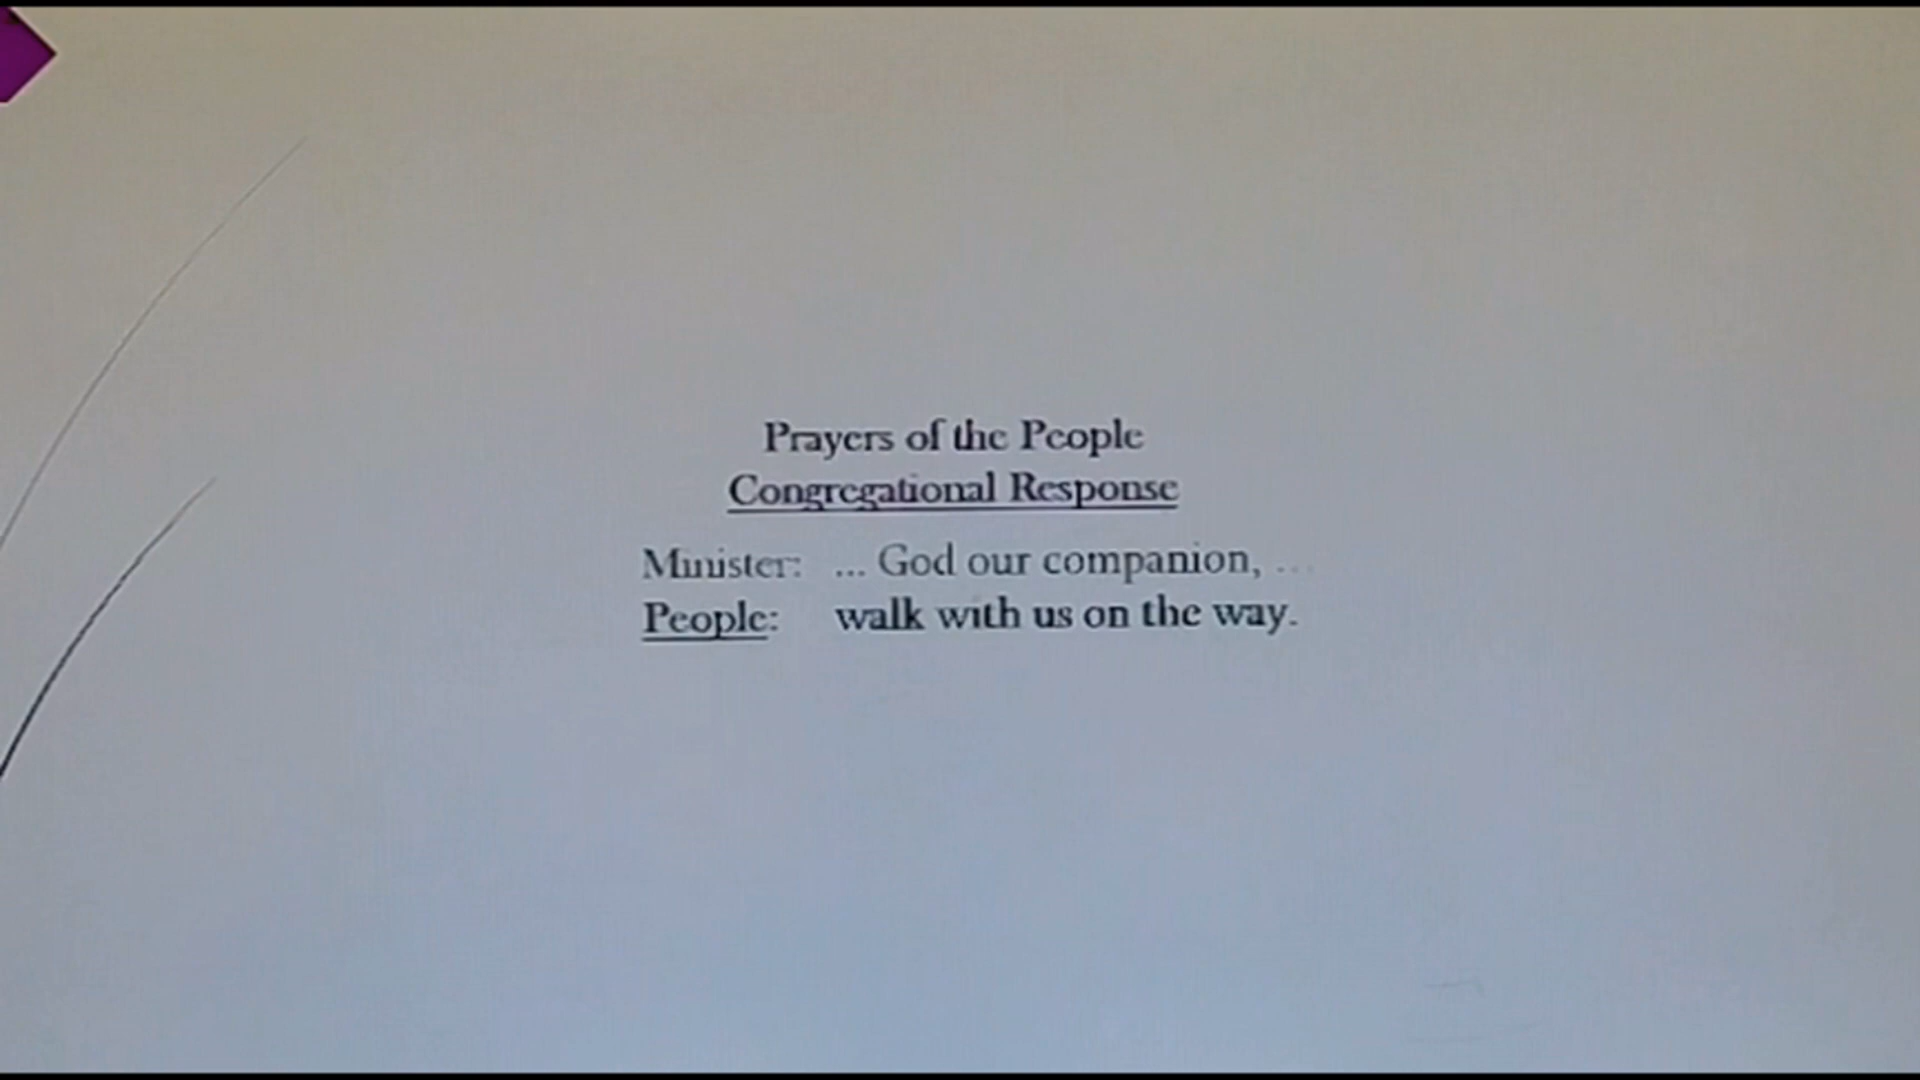 Prayers of the People
Congregational Response
Minister: ... God our companion, ...
People: walk with us on the way.